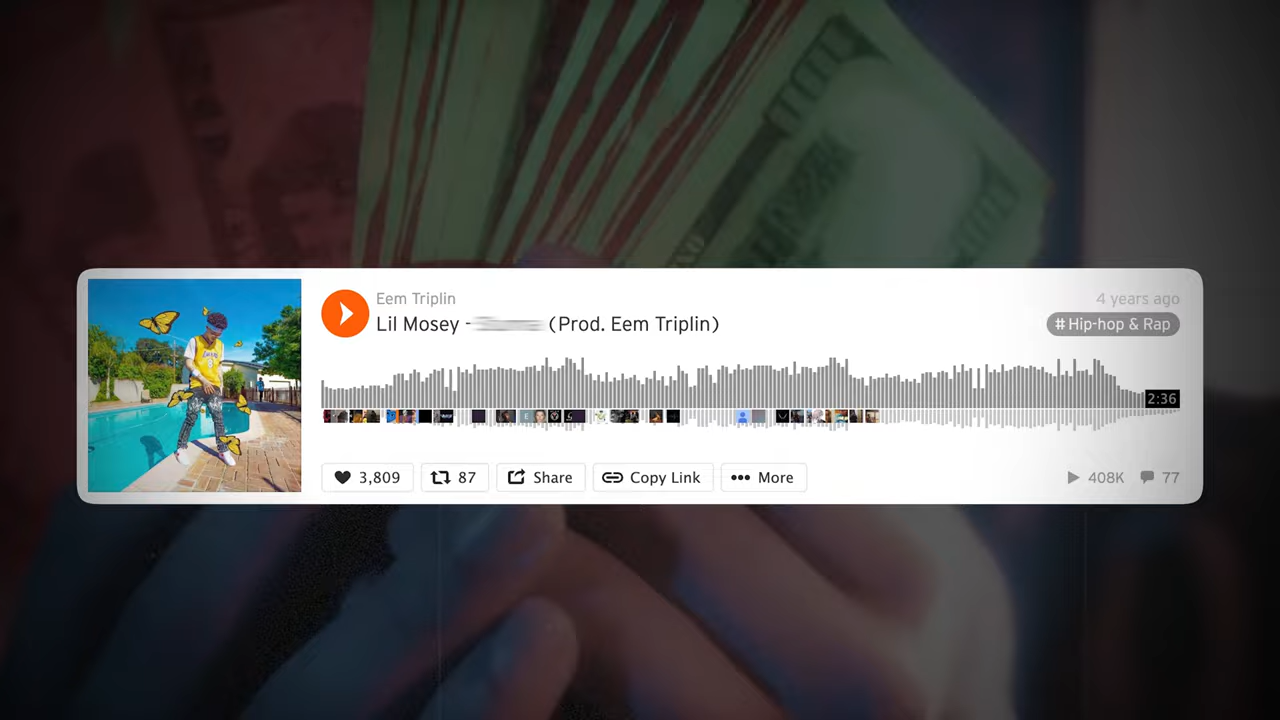 Eem Triplin
4 years ago
Lil Mosey - (Prod. Eem Triplin)
# Hip-hop & Rap
2:36
3,809
87
Share
Copy Link
More
408K
77